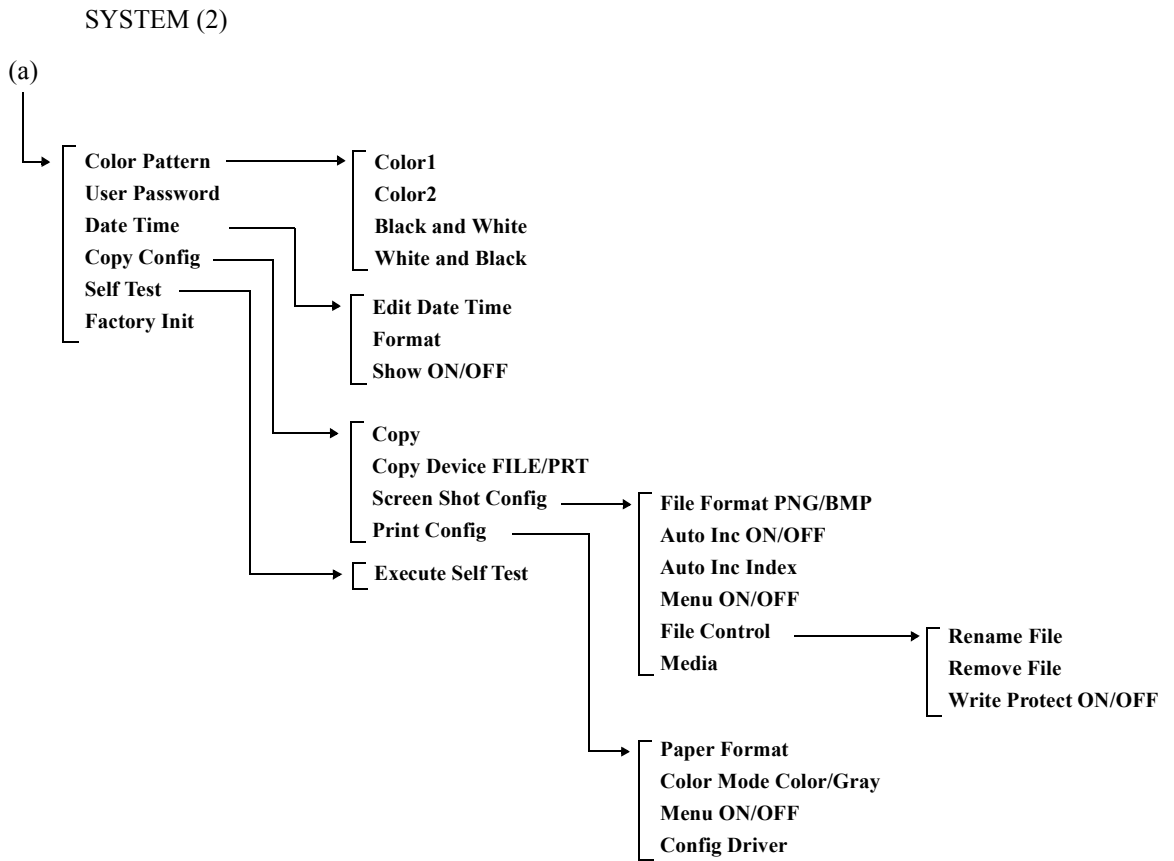 SYSTEM (2)
(a)
Color Pattern
User Password
Date Time
Copy Config
Self Test
Factory Init
Color1
Color2
Black and White
White and Black
Edit Date Time
Format
Show ON/OFF
Copy
Copy Device FILE/PRT
Screen Shot Config
Print Config
Execute Self Test
File Format PNG/BMP
Auto Inc ON/OFF
Auto Inc Index
Menu ON/OFF
File Control
Media
Rename File
Remove File
Write Protect ON/OFF
Paper Format
Color Mode Color/Gray
Menu ON/OFF
Config Driver